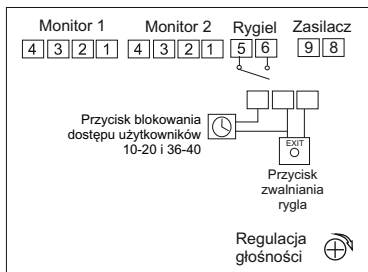 Monitor 1 Monitor 2 Rygiel Zasilacz
4 3 2 1 4 3 2 1 5 6 9 8
Przycisk blokowania
dostępu użytkowników
10-20 i 36-40
EXIT
Przycisk
zwalniania
rygla
Regulacja
głośności